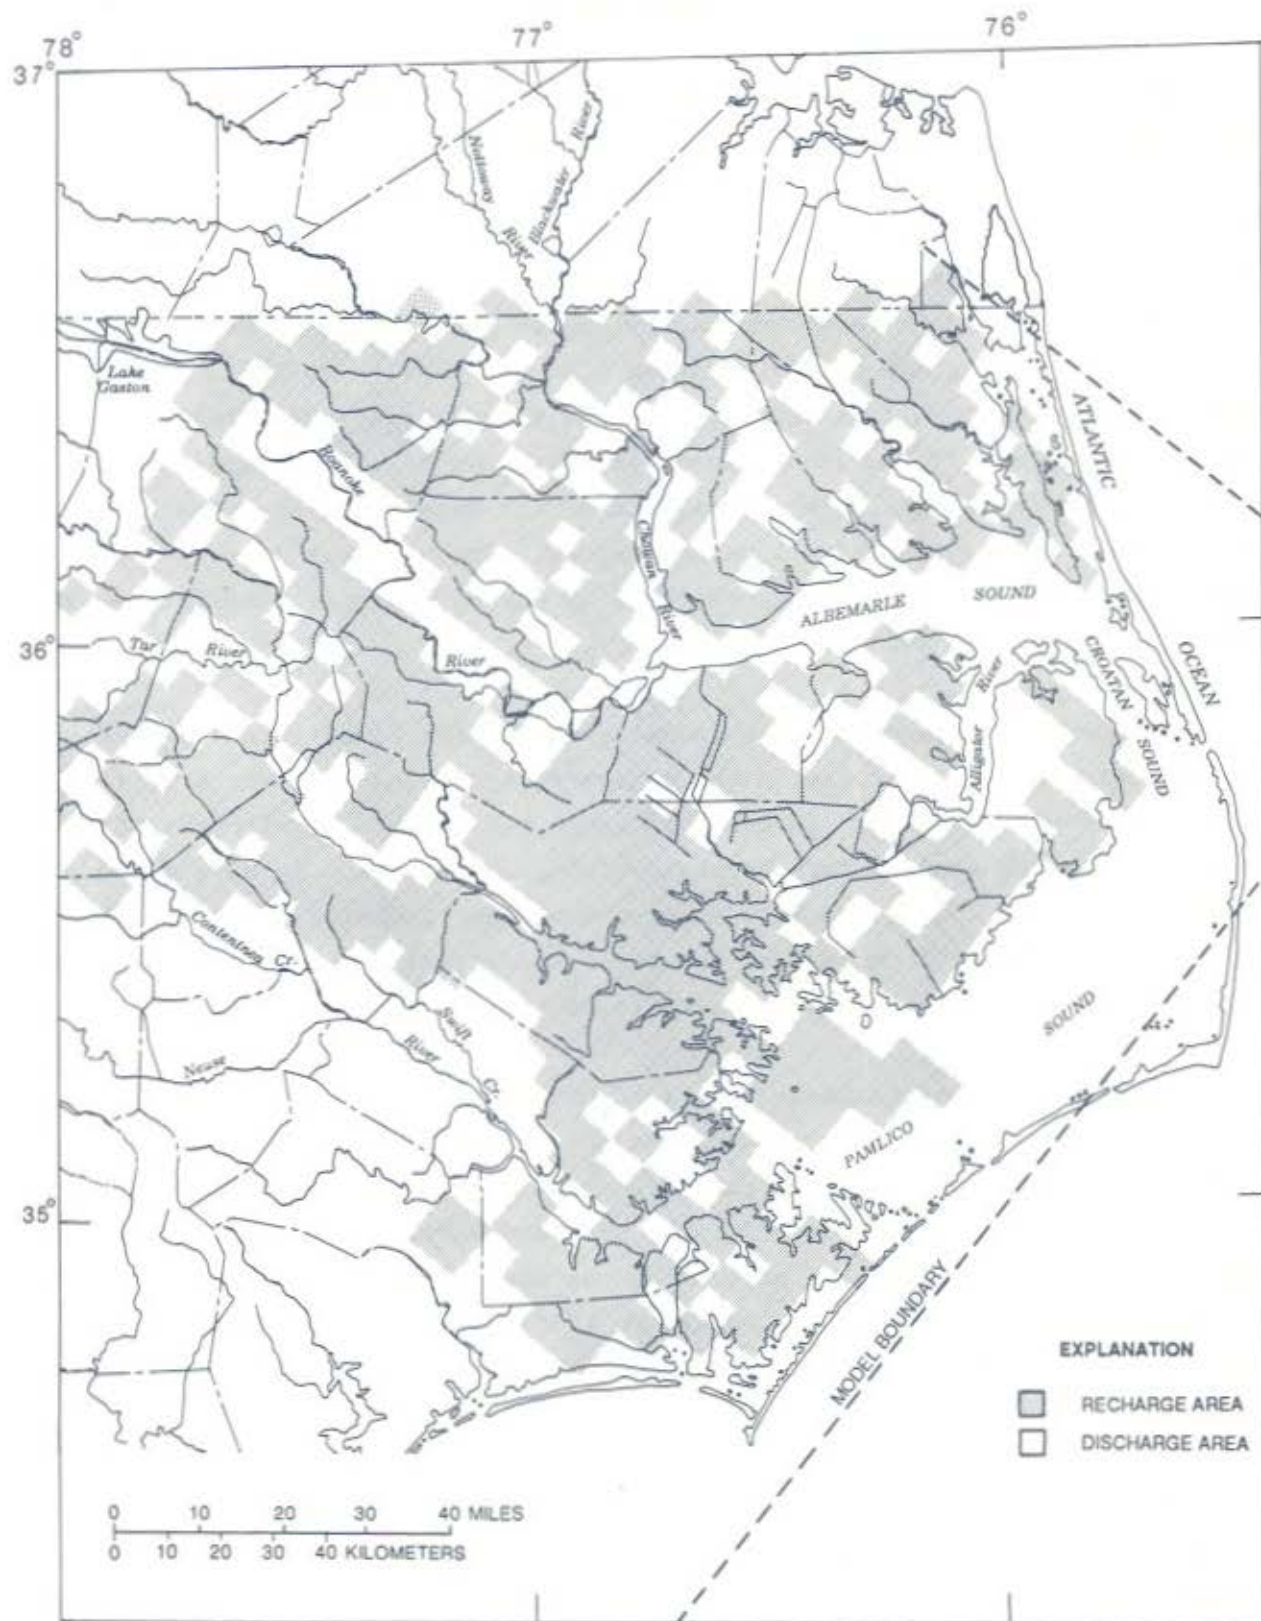 78°
77°
76°
37°
Nottoway
River
Blackwater
River
Lake
Gaston
ATLANTIC
Roanoke
Chowan
River
ALBEMARLE
SOUND
36°
Tar
River
River
River
Alligator
CROATAN
SOUND
OCEAN
Contentnea
Cr.
Swift
Cr.
River
Neuse
SOUND
PAMLICO
35°
MODEL BOUNDARY
EXPLANATION
RECHARGE AREA
DISCHARGE AREA
0 10 20 30 40 MILES
0 10 20 30 40 KILOMETERS